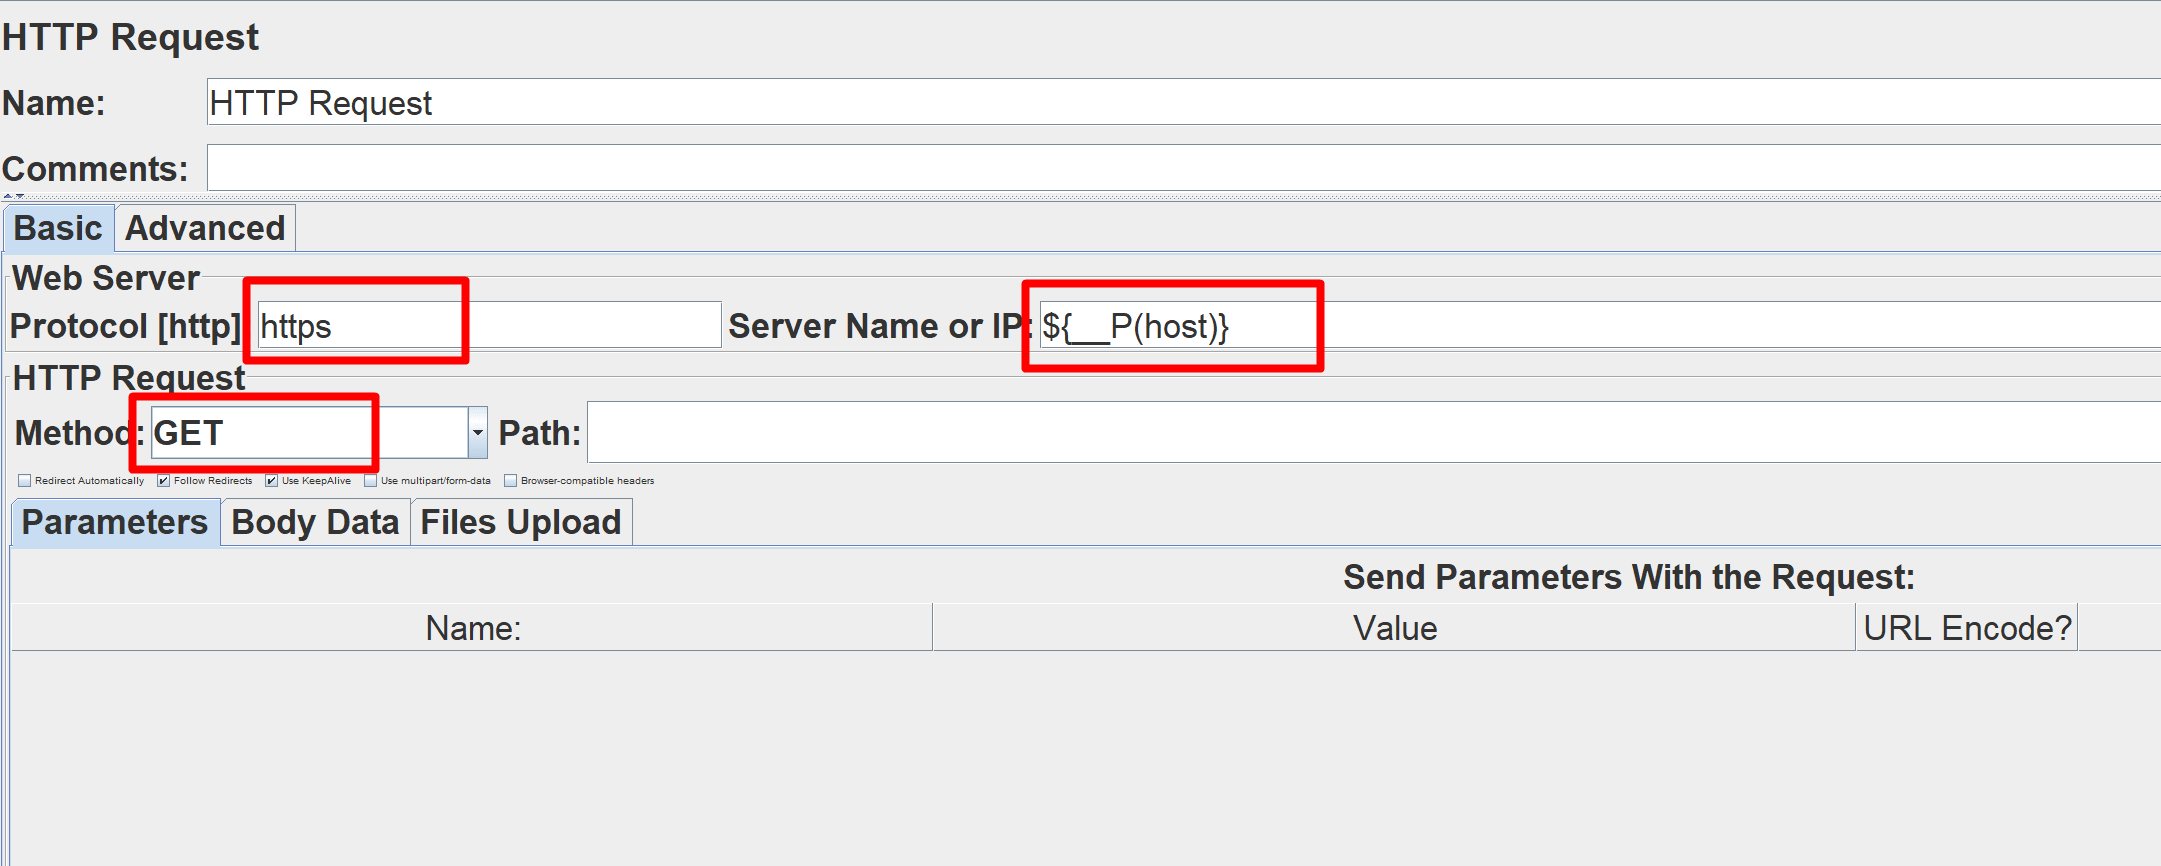 HTTP Request
Name: HTTP Request
Comments:
Basic Advanced
Web Server
Protocol [http] https Server Name or IP: ${__P(host)}
HTTP Request
Method: GET Path:
Redirect Automatically Follow Redirects Use KeepAlive Use multipart/form-data Browser-compatible headers
Parameters Body Data Files Upload
Send Parameters With the Request:
Name: Value URL Encode?